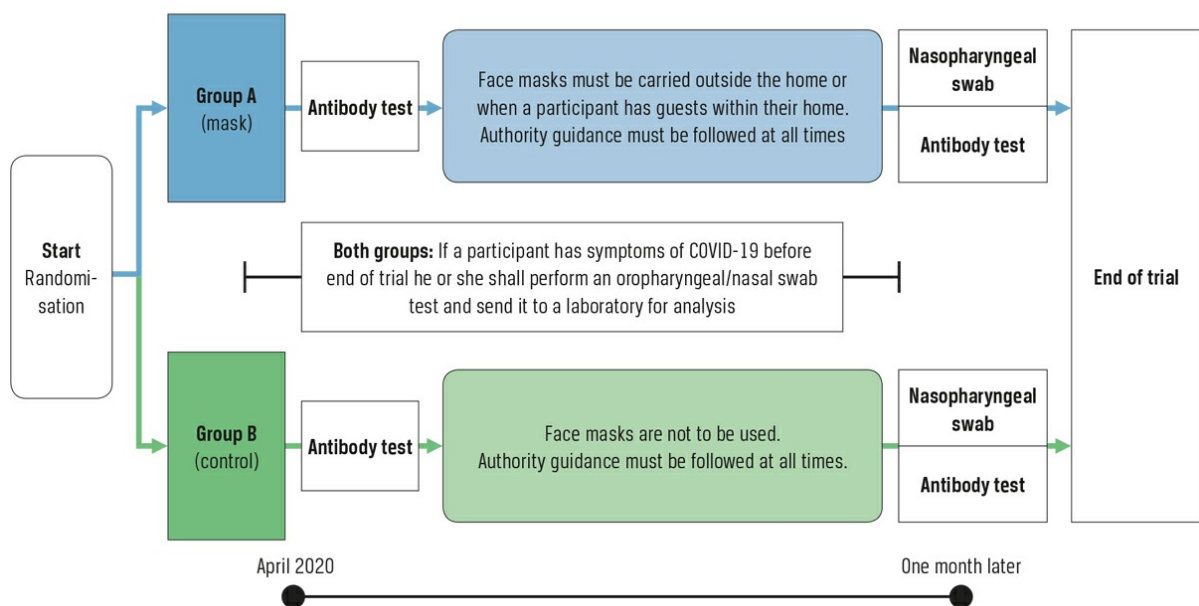 Start
Randomi-
sation
Group A
(mask)
Antibody test
Face masks must be carried outside the home or
when a participant has guests within their home.
Authority guidance must be followed at all times
Nasopharyngeal
swab
Antibody test
Both groups: If a participant has symptoms of COVID-19 before
end of trial he or she shall perform an oropharyngeal/nasal swab
test and send it to a laboratory for analysis
End of trial
Group B
(control)
Antibody test
Face masks are not to be used.
Authority guidance must be followed at all times.
Nasopharyngeal
swab
Antibody test
April 2020
One month later